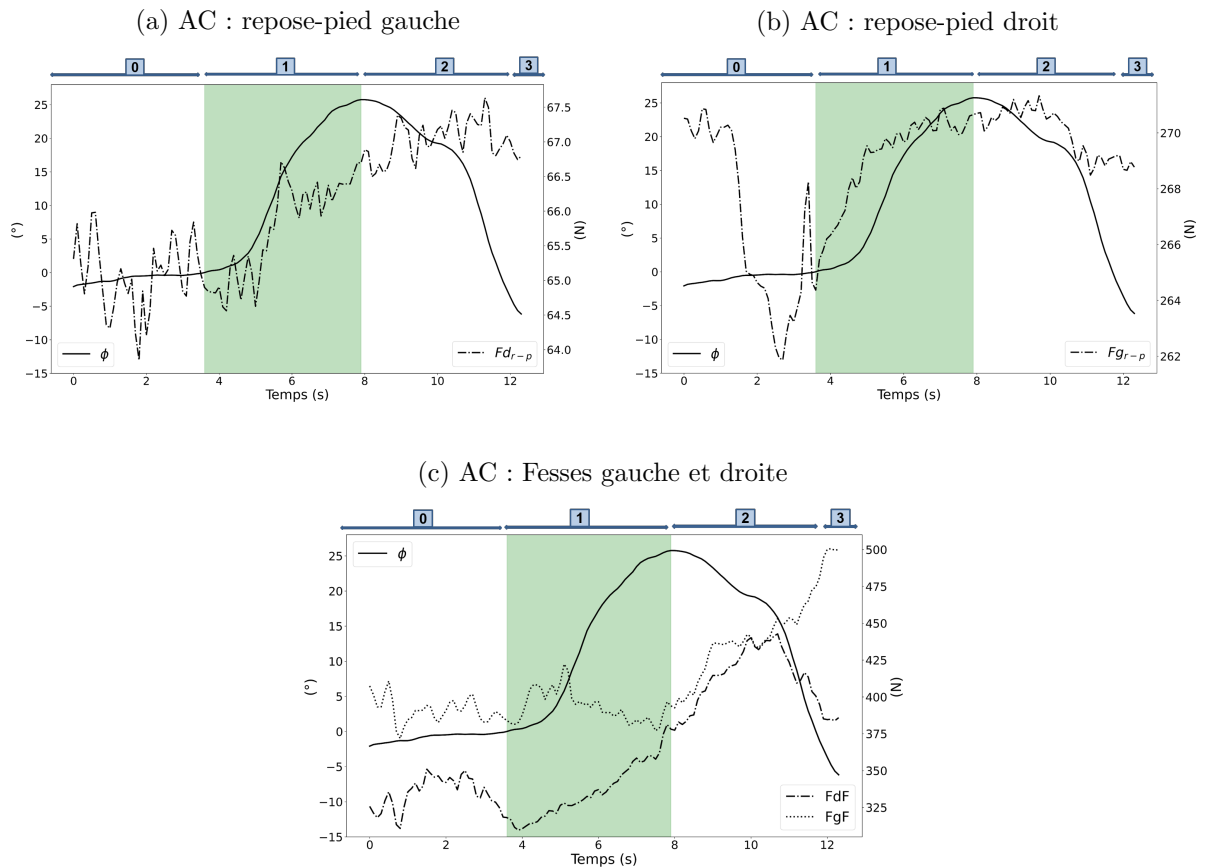 (a) AC : repose-pied gauche
0 1 2 3
25
20
15
10
5
0
−5
−10
−15
(°)
67.5
67.0
66.5
66.0
65.5
65.0
64.5
64.0
(N)
ϕ
Fd_{r−p}
0 2 4 6 8 10 12
Temps (s)
(b) AC : repose-pied droit
0 1 2 3
25
20
15
10
5
0
−5
−10
−15
(°)
270
268
266
264
262
(N)
ϕ
Fg_{r−p}
0 2 4 6 8 10 12
Temps (s)
(c) AC : Fesses gauche et droite
0 1 2 3
ϕ
25
20
15
10
5
0
−5
−10
−15
(°)
500
475
450
425
400
375
350
325
(N)
FdF
FgF
0 2 4 6 8 10 12
Temps (s)